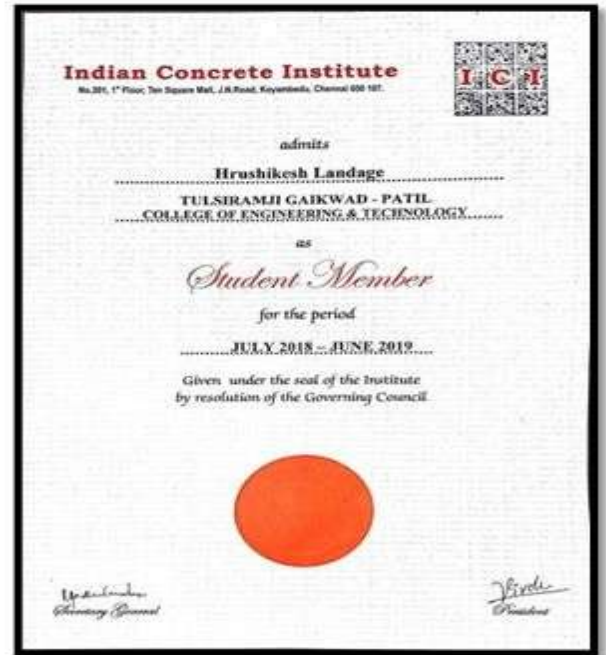 Indian Concrete Institute
No.201, 1st Floor, Ten Square Mall, J.N.Road, Koyambedu, Chennai 600 107.
I C I
admits
Hrushikesh Landage
TULSIRAMJI GAIKWAD - PATIL
COLLEGE OF ENGINEERING & TECHNOLOGY
as
Student Member
for the period
JULY 2018 – JUNE 2019
Given under the seal of the Institute
by resolution of the Governing Council
Secretary General
President